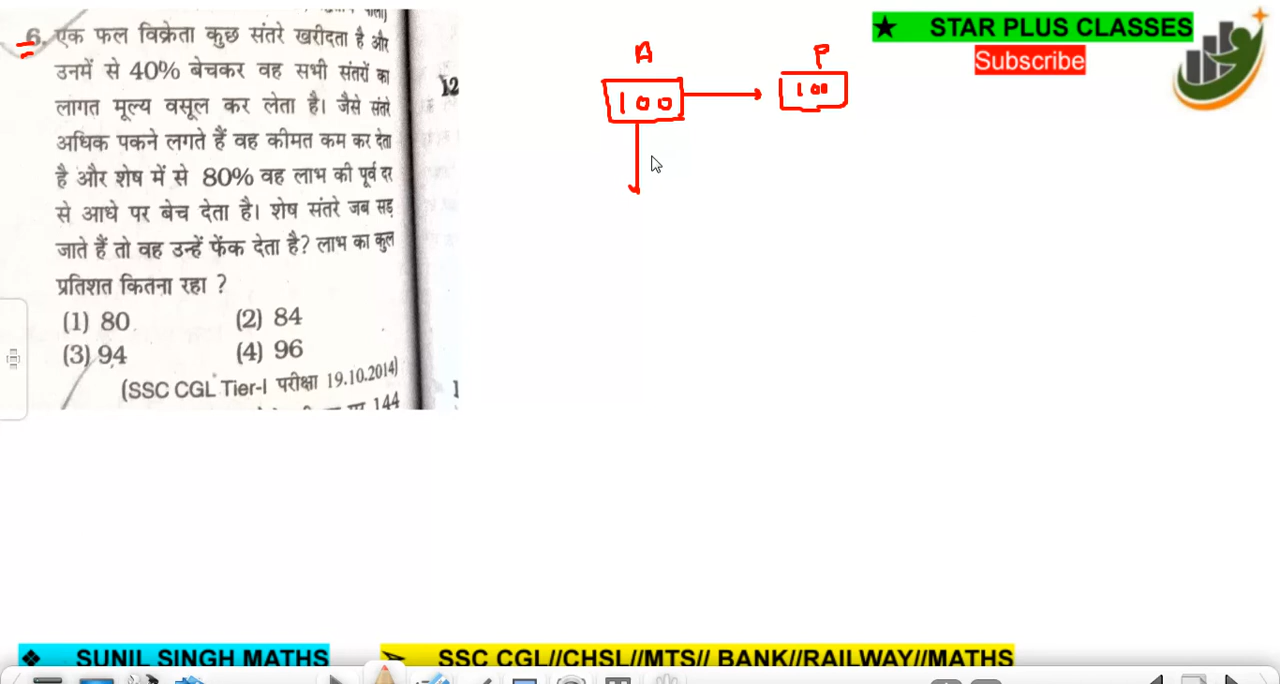 6. एक फल विक्रेता कुछ संतरे खरीदता है और
उनमें से 40% बेचकर वह सभी संतरों का
लागत मूल्य वसूल कर लेता है। जैसे संतरे
अधिक पकने लगते हैं वह कीमत कम कर देता
है और शेष में से 80% वह लाभ की पूर्व दर
से आधे पर बेच देता है। शेष संतरे जब सड़
जाते हैं तो वह उन्हें फेंक देता है? लाभ का कुल
प्रतिशत कितना रहा ?
(1) 80 (2) 84
(3) 94 (4) 96
(SSC CGL Tier-I परीक्षा 19.10.2014)
144
12
A P
100 100
★ STAR PLUS CLASSES
Subscribe
❖ SUNIL SINGH MATHS
➢ SSC CGL//CHSL//MTS// BANK//RAILWAY//MATHS